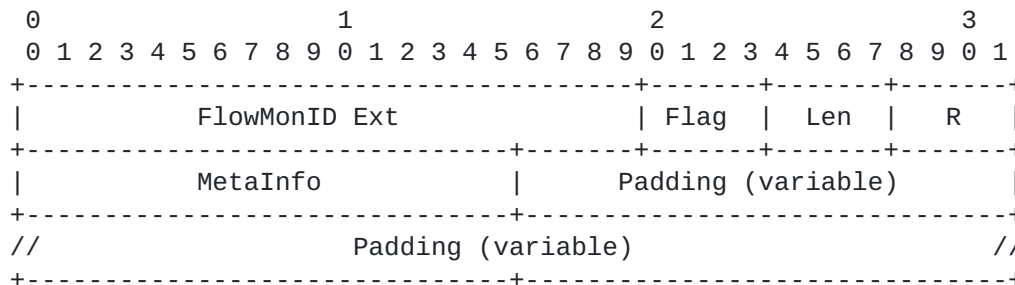 0                   1                   2                   3
 0 1 2 3 4 5 6 7 8 9 0 1 2 3 4 5 6 7 8 9 0 1 2 3 4 5 6 7 8 9 0 1
+---------------------------------------+-------+-------+-------+
|           FlowMonID Ext               | Flag  |  Len  |   R   |
+-------------------------------+-------+-------+-------+-------+
|           MetaInfo            |      Padding (variable)       |
+-------------------------------+-------------------------------+
//                    Padding (variable)                       //
+-------------------------------+-------------------------------+